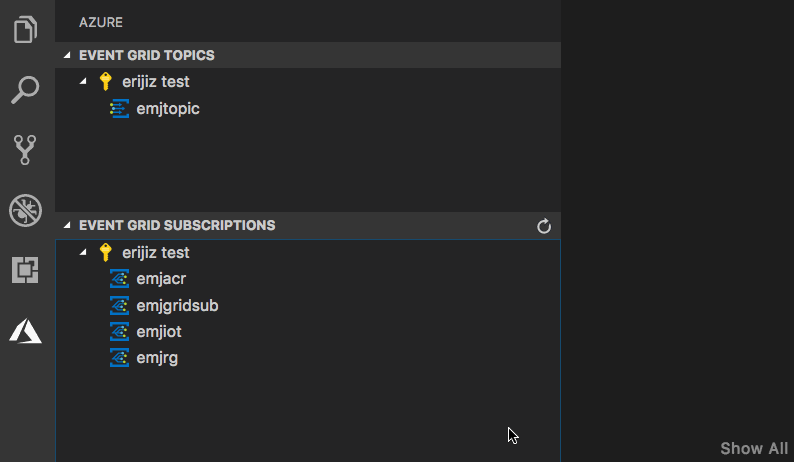 AZURE
EVENT GRID TOPICS
erijiz test
emjtopic
EVENT GRID SUBSCRIPTIONS
erijiz test
emjacr
emjgridsub
emjiot
emjrg
Show All